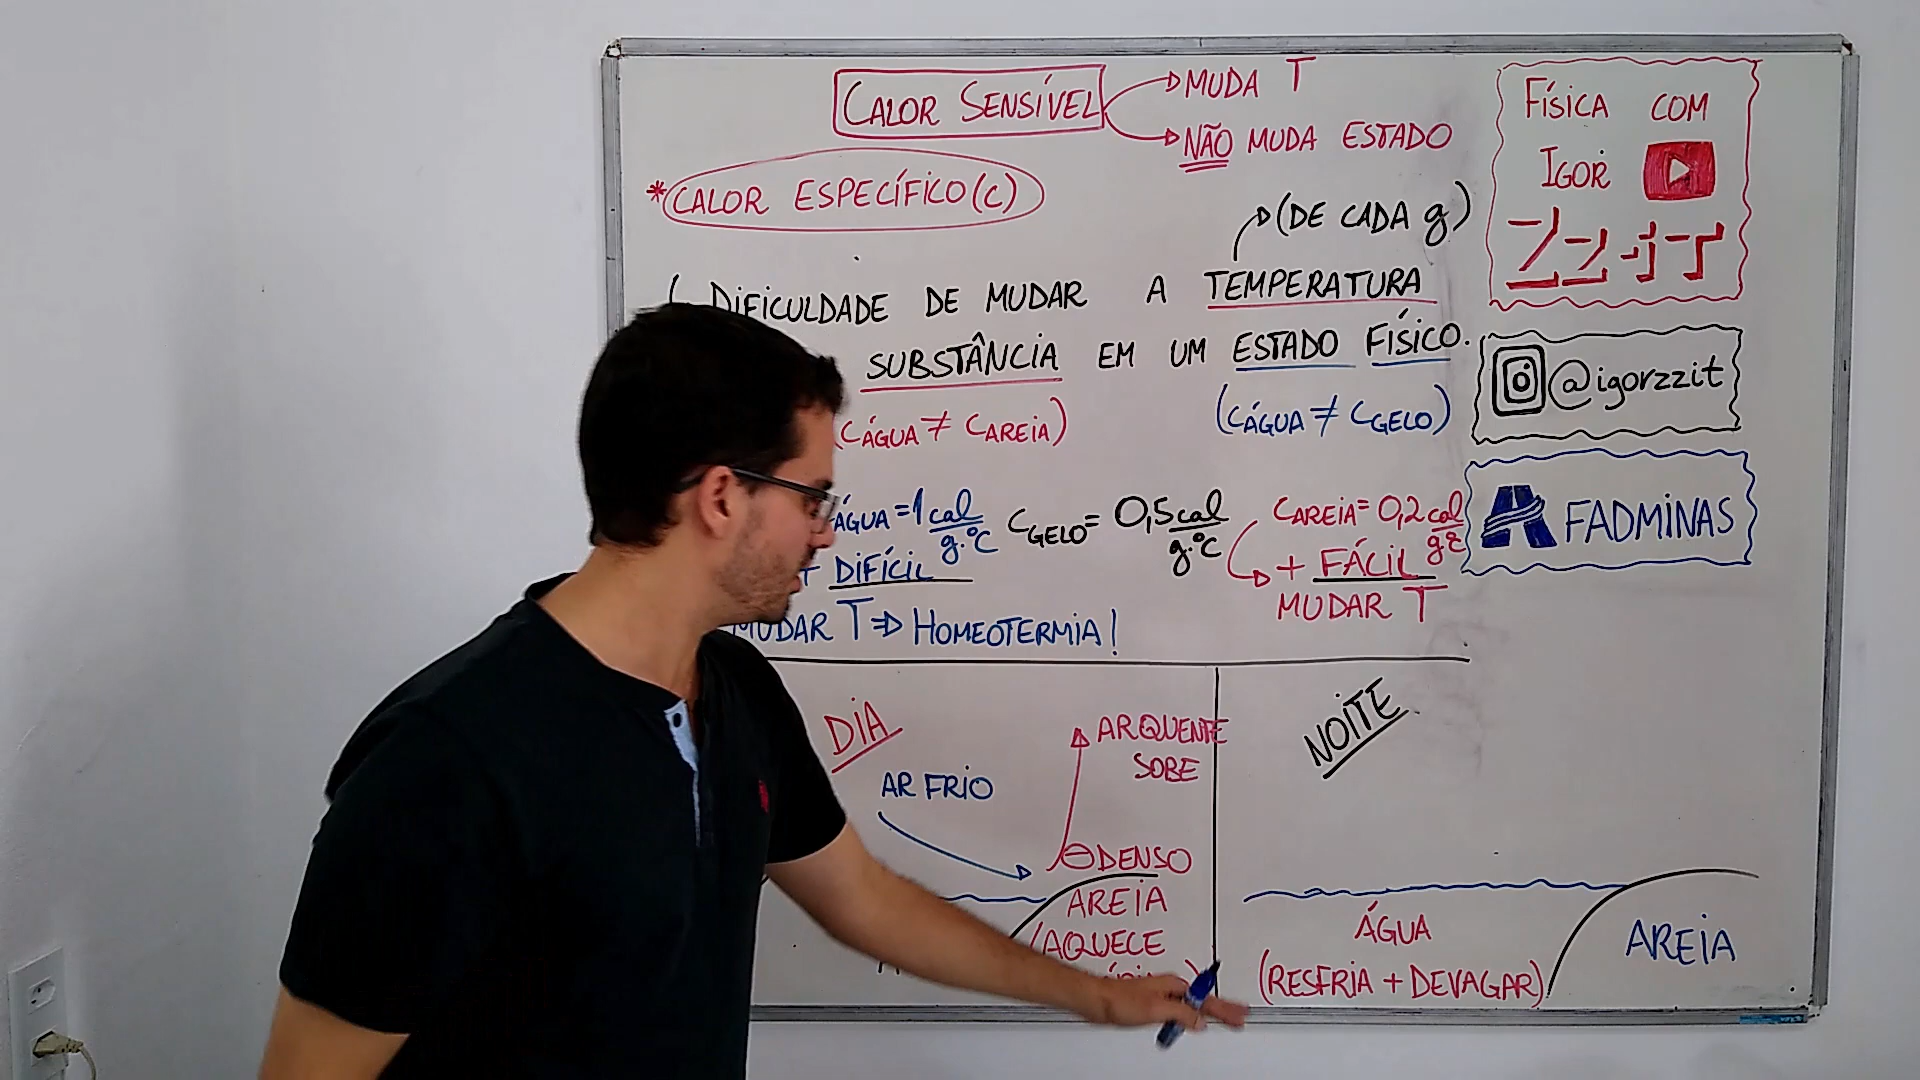 CALOR SENSÍVEL
MUDA T
NÃO MUDA ESTADO
*CALOR ESPECÍFICO(C)
(DE CADA g)
DIFICULDADE DE MUDAR A TEMPERATURA
SUBSTÂNCIA EM UM ESTADO FÍSICO.
(CÁGUA ≠ CAREIA)
(CÁGUA ≠ CGELO)
ÁGUA = 1 cal/g.°C
CGELO = 0,5 cal/g.°C
CAREIA = 0,2 cal/g°C
+ DIFÍCIL
MUDAR T ⇒ HOMEOTERMIA!
+ FÁCIL
MUDAR T
DIA
AR FRIO
AR QUENTE
SOBE
⊖DENSO
AREIA
(AQUECE
NOITE
ÁGUA
(RESFRIA + DEVAGAR)
AREIA
FÍSICA COM
IGOR
ZZiT
@igorzzit
FADMINAS